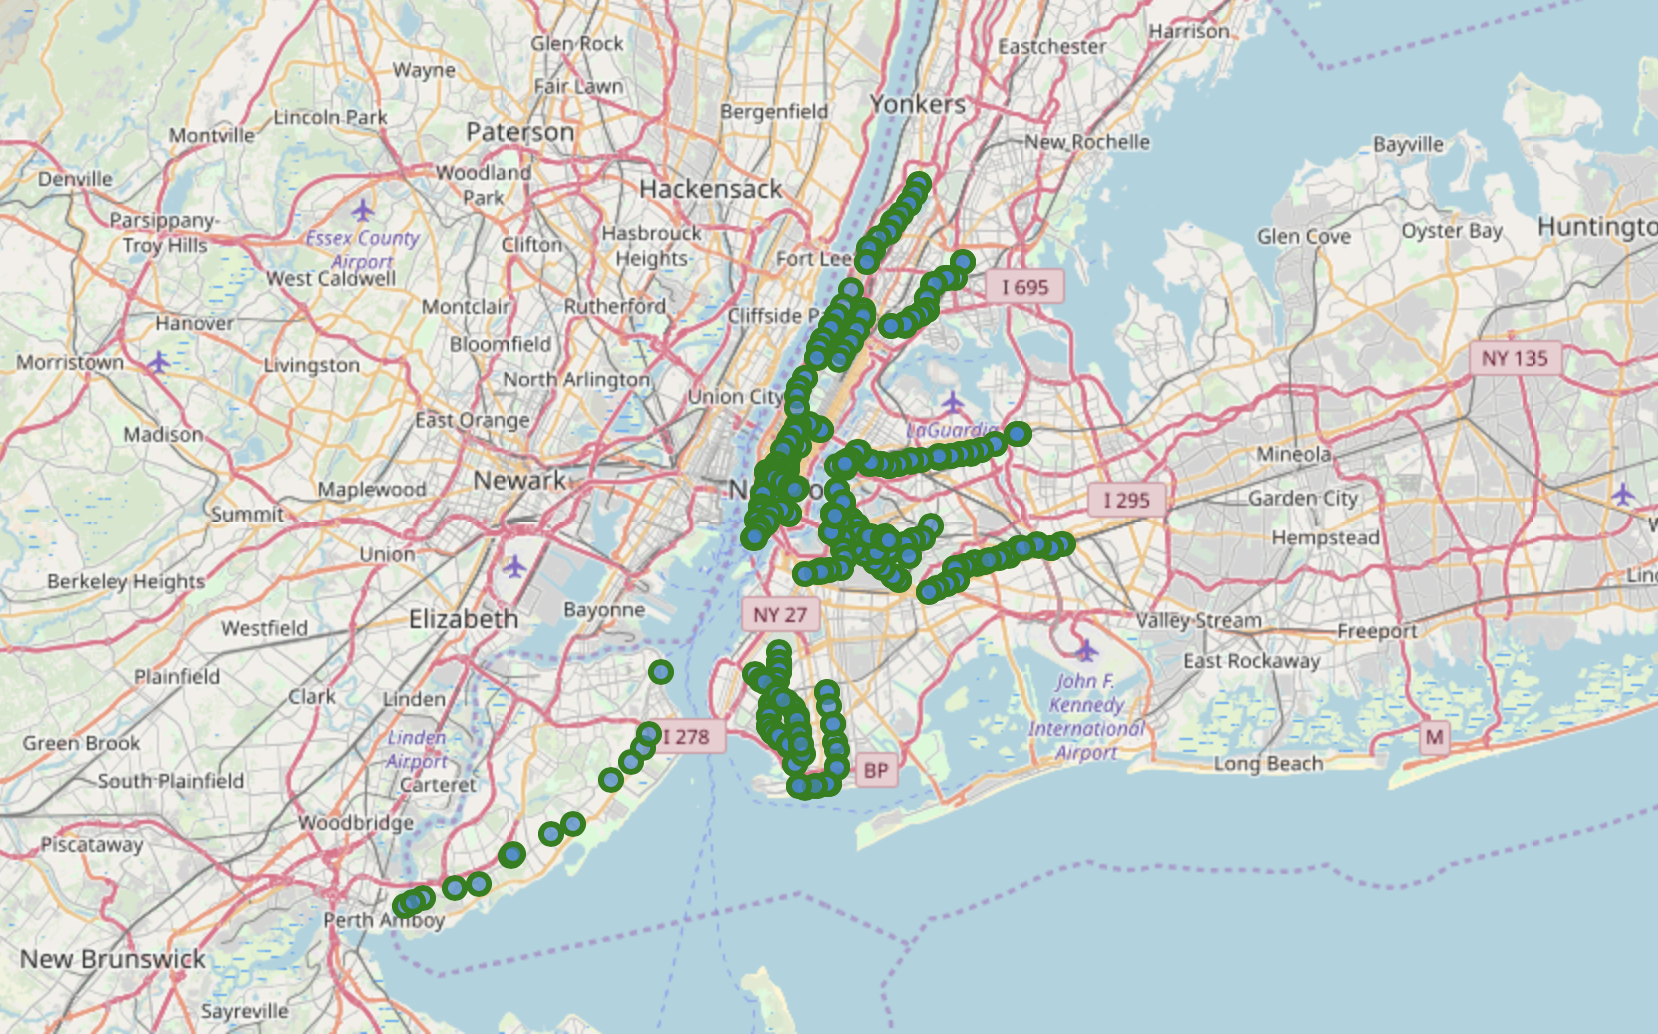 Glen Rock
Eastchester
Harrison
Wayne
Fair Lawn
Yonkers
Lincoln Park
Bergenfield
Montville
Paterson
New Rochelle
Bayville
Denville
Woodland
Park
Hackensack
Parsippany-
Troy Hills
Essex County
Airport
Clifton
Hasbrouck
Heights
Fort Lee
Glen Cove
Oyster Bay
Huntingto
West Caldwell
I 695
Montclair
Rutherford
Cliffside Pa
Hanover
Bloomfield
Morristown
Livingston
North Arlington
Union City
NY 135
East Orange
LaGuardia
Madison
Mineola
Newark
Maplewood
N
o
I 295
Garden City
Summit
Hempstead
Union
Berkeley Heights
Bayonne
Elizabeth
NY 27
Westfield
Valley Stream
Freeport
East Rockaway
Plainfield
Clark
Linden
John F.
Kennedy
International
Airport
Green Brook
Linden
Airport
I 278
M
South Plainfield
Carteret
BP
Long Beach
Woodbridge
Piscataway
Perth Amboy
New Brunswick
Sayreville